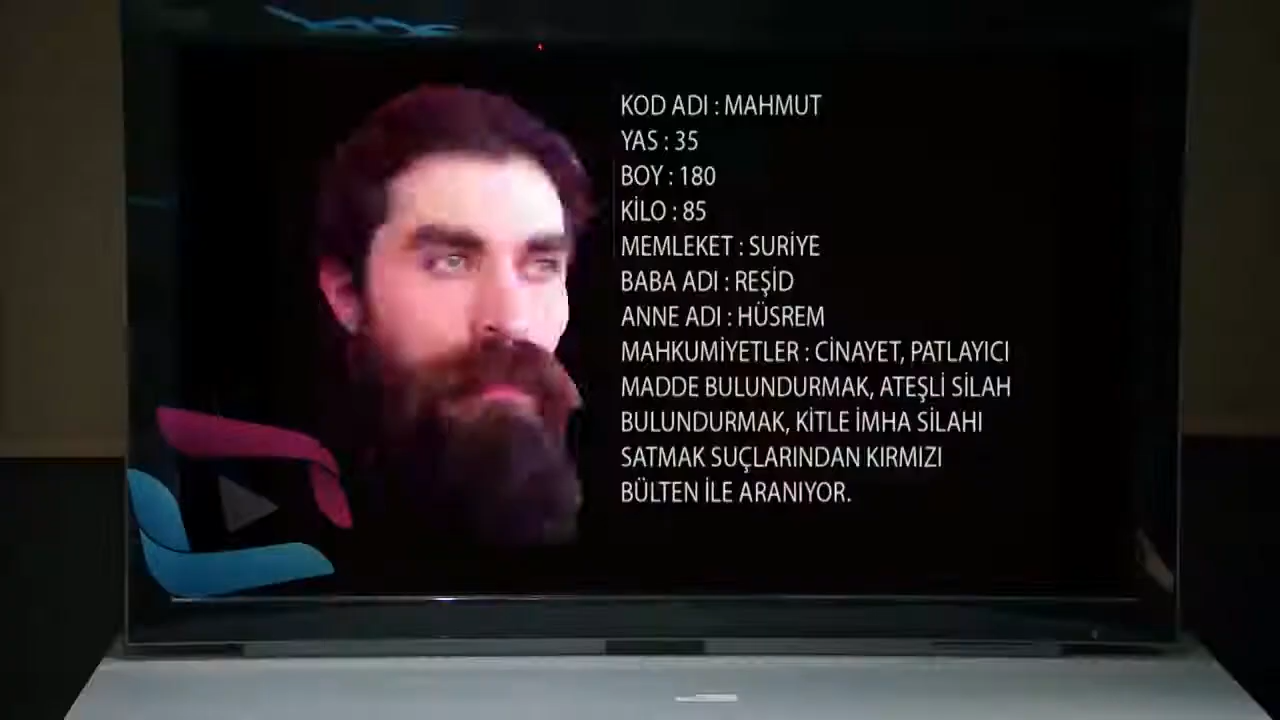 KOD ADI : MAHMUT
YAS : 35
BOY : 180
KİLO : 85
MEMLEKET : SURİYE
BABA ADI : REŞİD
ANNE ADI : HÜSREM
MAHKUMİYETLER : CİNAYET, PATLAYICI
MADDE BULUNDURMAK, ATEŞLİ SİLAH
BULUNDURMAK, KİTLE İMHA SİLAHI
SATMAK SUÇLARINDAN KIRMIZI
BÜLTEN İLE ARANIYOR.